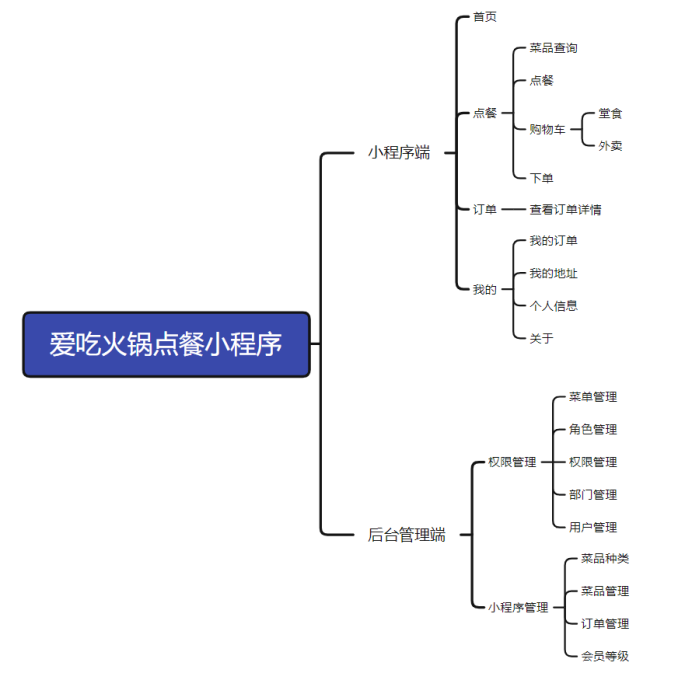 爱吃火锅点餐小程序
小程序端
首页
点餐
菜品查询
点餐
购物车
堂食
外卖
下单
订单
查看订单详情
我的
我的订单
我的地址
个人信息
关于
后台管理端
权限管理
菜单管理
角色管理
权限管理
部门管理
用户管理
小程序管理
菜品种类
菜品管理
订单管理
会员等级